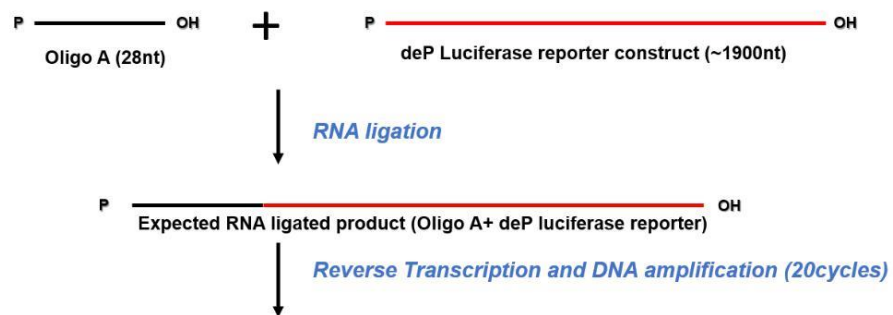 P OH + P OH
Oligo A (28nt) deP Luciferase reporter construct (~1900nt)
RNA ligation
P OH
Expected RNA ligated product (Oligo A+ deP luciferase reporter)
Reverse Transcription and DNA amplification (20cycles)